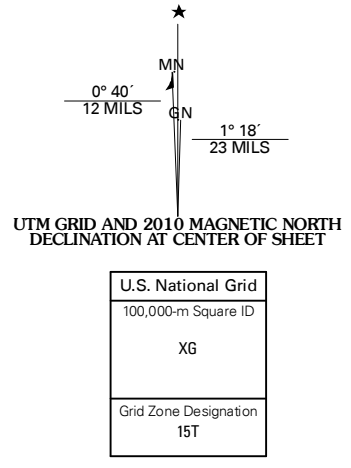 MN
0° 40´
12 MILS
GN
1° 18´
23 MILS
UTM GRID AND 2010 MAGNETIC NORTH
DECLINATION AT CENTER OF SHEET
U.S. National Grid
100,000-m Square ID
XG
Grid Zone Designation
15T